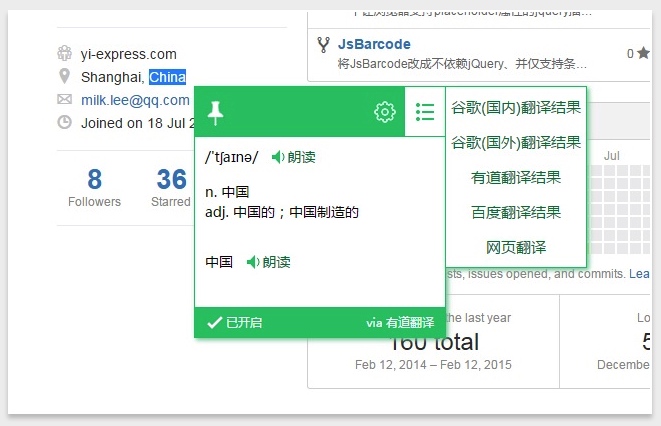 yi-express.com
Shanghai, China
milk.lee@qq.com
Joined on 18 Jul 2
8
Followers
36
Starred
JsBarcode
将JsBarcode改成不依赖jQuery、并仅支持条…
0
/ˈtʃaɪnə/ 朗读
n. 中国
adj. 中国的；中国制造的
中国 朗读
已开启
via 有道翻译
谷歌(国内)翻译结果
谷歌(国外)翻译结果
有道翻译结果
百度翻译结果
网页翻译
Jul
sts, issues opened, and commits. Lea
the last year
160 total
Feb 12, 2014 – Feb 12, 2015
Lo
5
Decembe